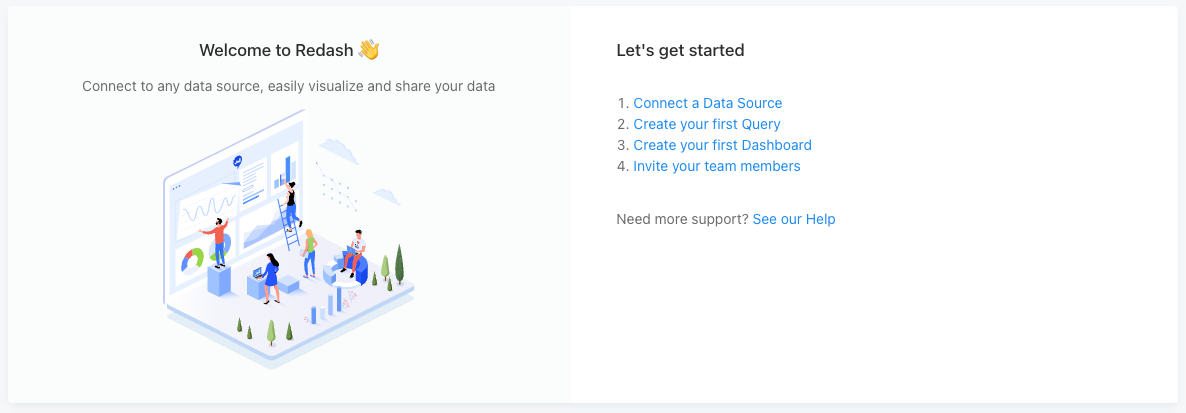 Welcome to Redash 👋
Connect to any data source, easily visualize and share your data
Let's get started
1. Connect a Data Source
2. Create your first Query
3. Create your first Dashboard
4. Invite your team members
Need more support? See our Help